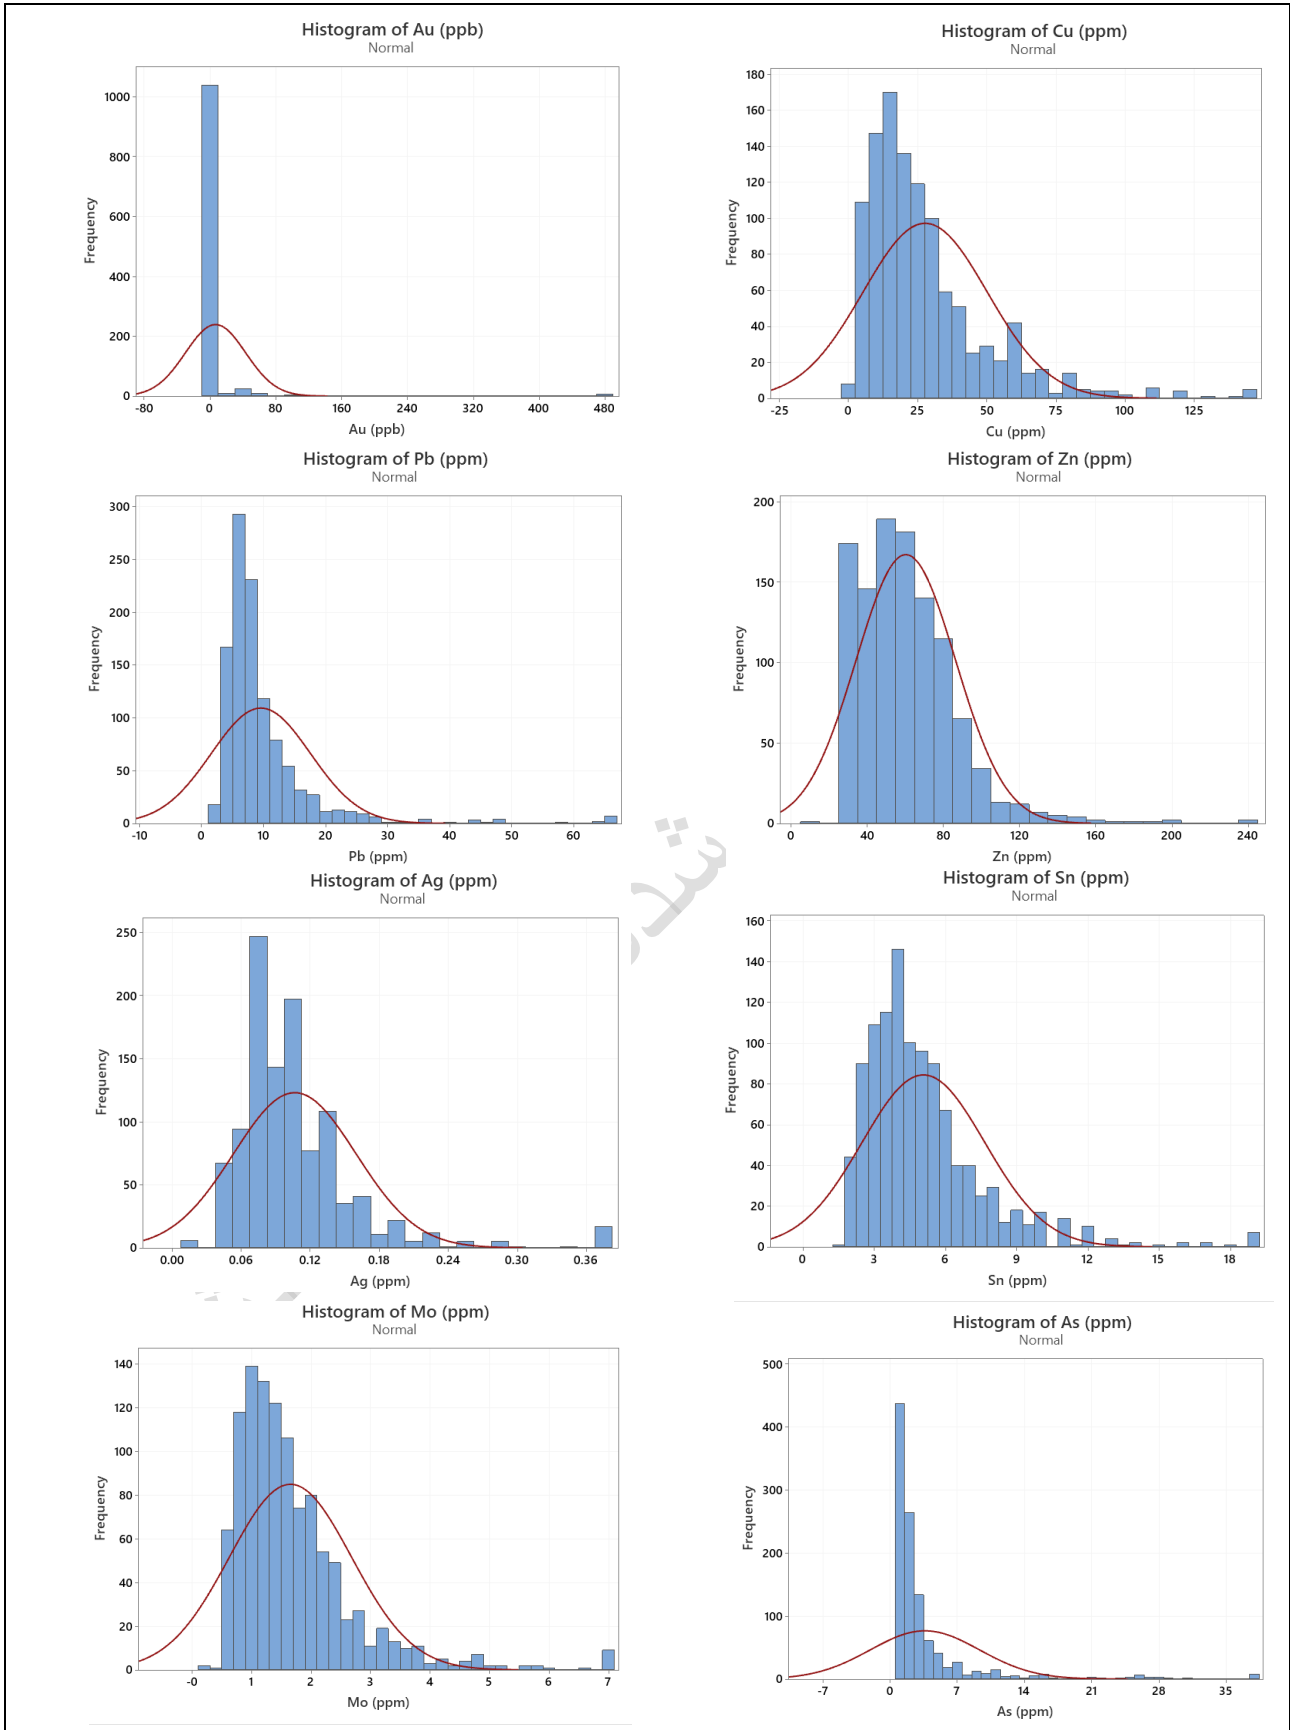 Histogram of Au (ppb)
Normal
Frequency
1000
800
600
400
200
0
-80 0 80 160 240 320 400 480
Au (ppb)
Histogram of Cu (ppm)
Normal
Frequency
180
160
140
120
100
80
60
40
20
0
-25 0 25 50 75 100 125
Cu (ppm)
Histogram of Pb (ppm)
Normal
Frequency
300
250
200
150
100
50
0
-10 0 10 20 30 40 50 60
Pb (ppm)
Histogram of Zn (ppm)
Normal
Frequency
200
150
100
50
0
0 40 80 120 160 200 240
Zn (ppm)
Histogram of Ag (ppm)
Normal
Frequency
250
200
150
100
50
0
0.00 0.06 0.12 0.18 0.24 0.30 0.36
Ag (ppm)
Histogram of Sn (ppm)
Normal
Frequency
160
140
120
100
80
60
40
20
0
0 3 6 9 12 15 18
Sn (ppm)
Histogram of Mo (ppm)
Normal
Frequency
140
120
100
80
60
40
20
0
-0 1 2 3 4 5 6 7
Mo (ppm)
Histogram of As (ppm)
Normal
Frequency
500
400
300
200
100
0
-7 0 7 14 21 28 35
As (ppm)